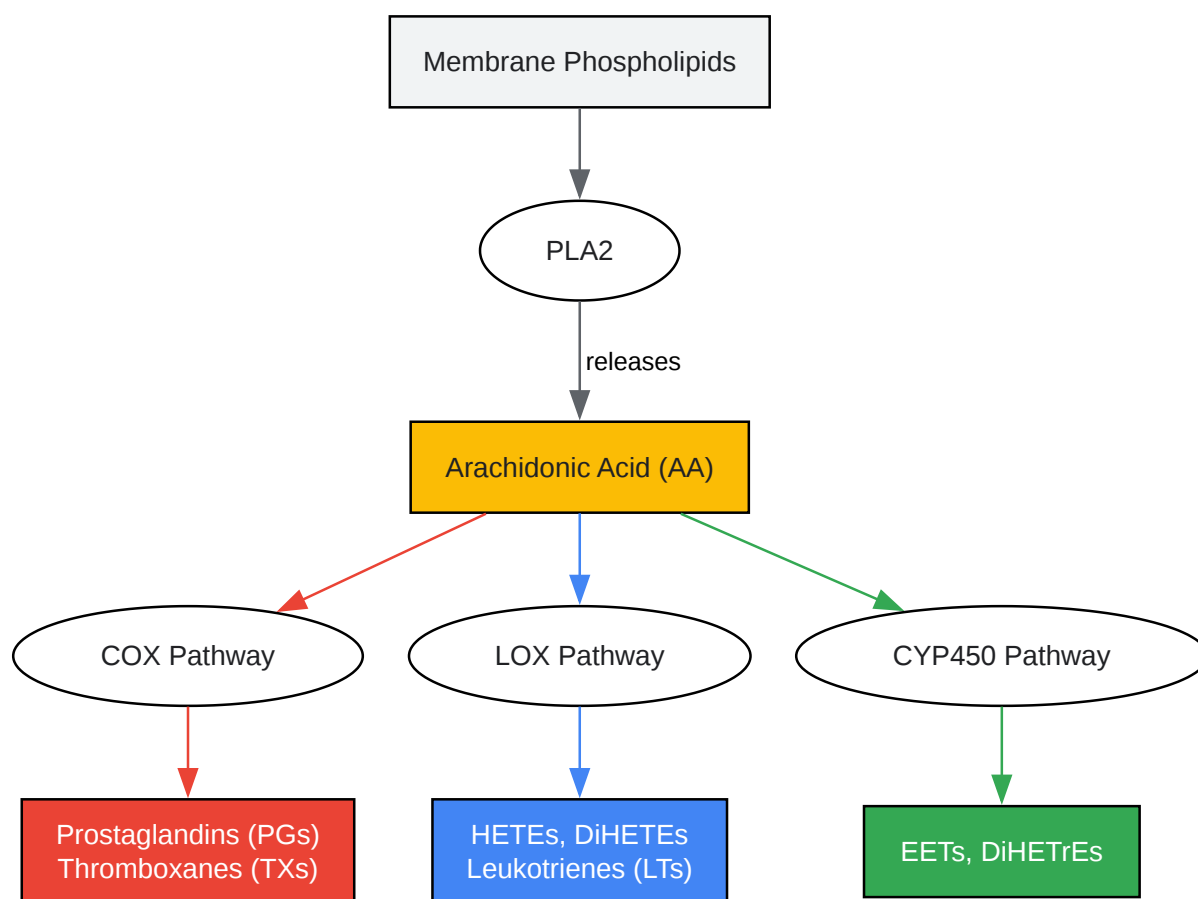 Membrane Phospholipids
PLA2
releases
Arachidonic Acid (AA)
COX Pathway
LOX Pathway
CYP450 Pathway
Prostaglandins (PGs)
Thromboxanes (TXs)
HETEs, DiHETEs
Leukotrienes (LTs)
EETs, DiHETrEs